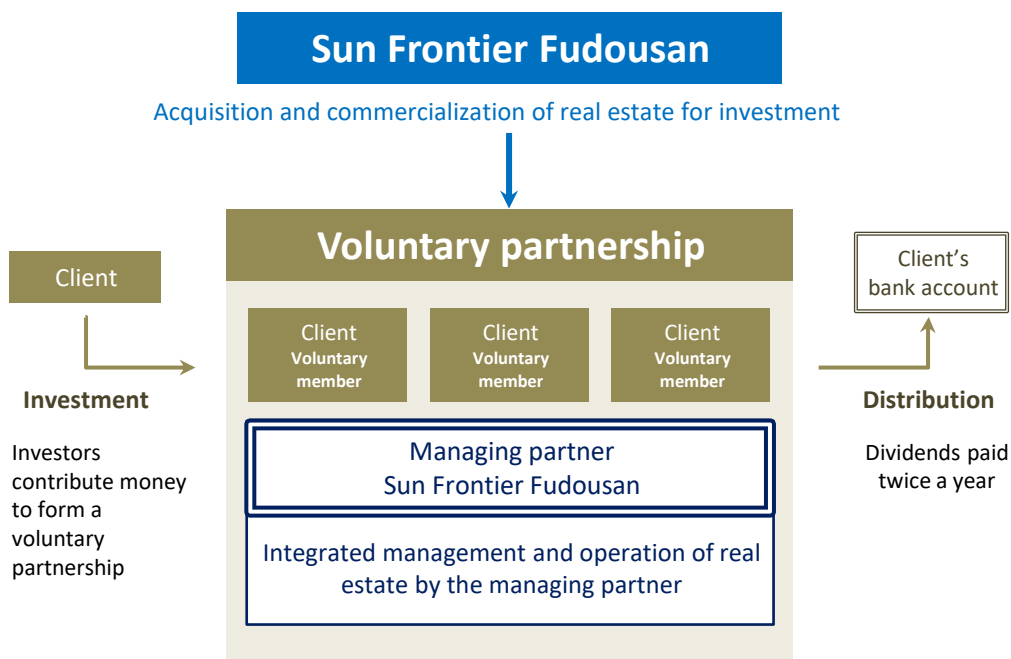 Sun Frontier Fudousan
Acquisition and commercialization of real estate for investment
Voluntary partnership
Client
Client
Voluntary
member
Client
Voluntary
member
Client
Voluntary
member
Client's
bank account
Investment
Investors
contribute money
to form a
voluntary
partnership
Managing partner
Sun Frontier Fudousan
Integrated management and operation of real
estate by the managing partner
Distribution
Dividends paid
twice a year